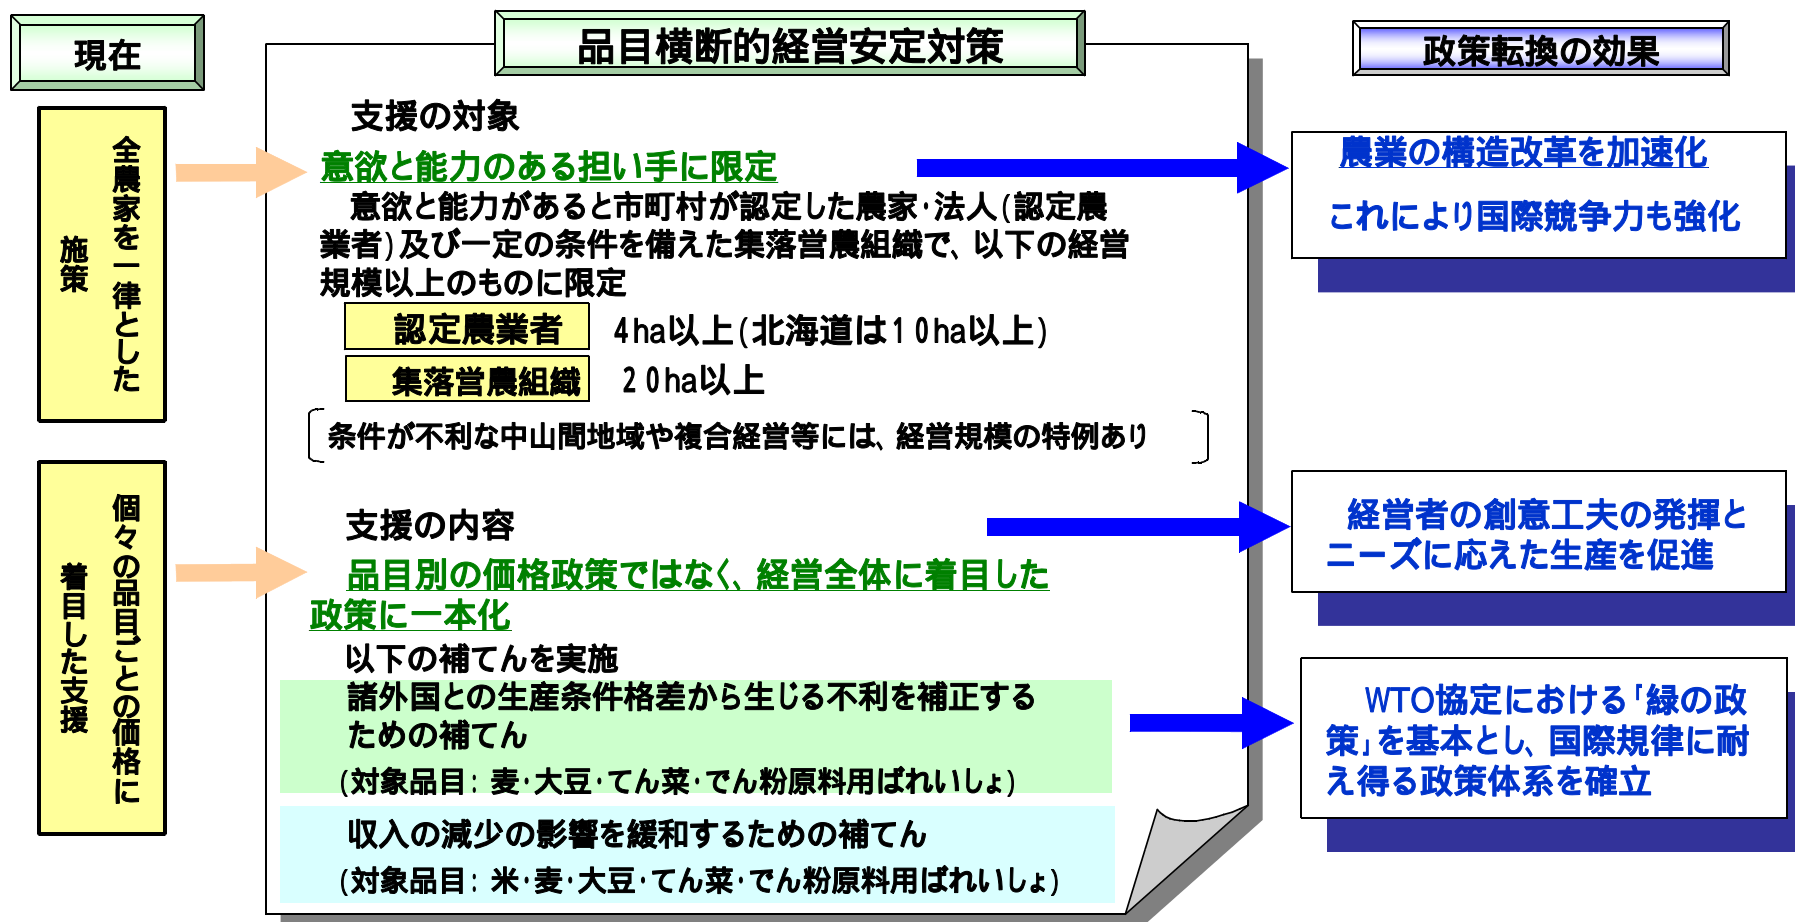 現在
全農家を一律とした
施策
個々の品目ごとの価格に
着目した支援
品目横断的経営安定対策
支援の対象
意欲と能力のある担い手に限定
意欲と能力があると市町村が認定した農家・法人(認定農
業者)及び一定の条件を備えた集落営農組織で、以下の経営
規模以上のものに限定
認定農業者 4ha以上(北海道は10ha以上)
集落営農組織 20ha以上
条件が不利な中山間地域や複合経営等には、経営規模の特例あり
支援の内容
品目別の価格政策ではなく、経営全体に着目した
政策に一本化
以下の補てんを実施
諸外国との生産条件格差から生じる不利を補正する
ための補てん
(対象品目: 麦・大豆・てん菜・でん粉原料用ばれいしょ)
収入の減少の影響を緩和するための補てん
(対象品目: 米・麦・大豆・てん菜・でん粉原料用ばれいしょ)
政策転換の効果
農業の構造改革を加速化
これにより国際競争力も強化
経営者の創意工夫の発揮と
ニーズに応えた生産を促進
WTO協定における「緑の政
策」を基本とし、国際規律に耐
え得る政策体系を確立